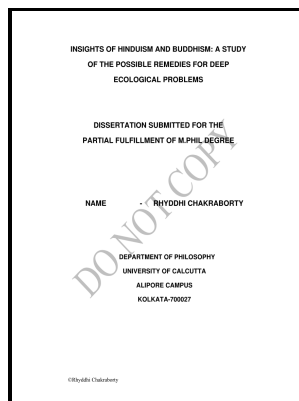 INSIGHTS OF HINDUISM AND BUDDHISM: A STUDY
OF THE POSSIBLE REMEDIES FOR DEEP
ECOLOGICAL PROBLEMS
DISSERTATION SUBMITTED FOR THE
PARTIAL FULFILLMENT OF M.PHIL DEGREE
NAME - RHYDDHI CHAKRABORTY
DO NOT COPY
DEPARTMENT OF PHILOSOPHY
UNIVERSITY OF CALCUTTA
ALIPORE CAMPUS
KOLKATA-700027
©Rhyddhi Chakraborty